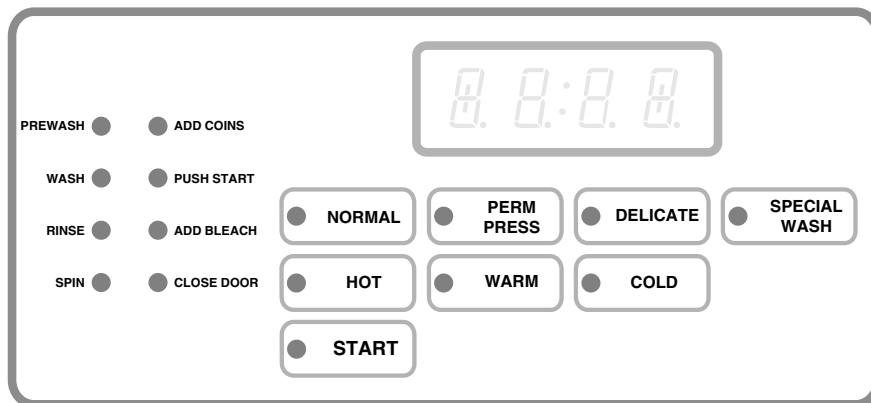 PREWASH
ADD COINS
WASH
PUSH START
RINSE
ADD BLEACH
SPIN
CLOSE DOOR
NORMAL
PERM
PRESS
DELICATE
SPECIAL
WASH
HOT
WARM
COLD
START